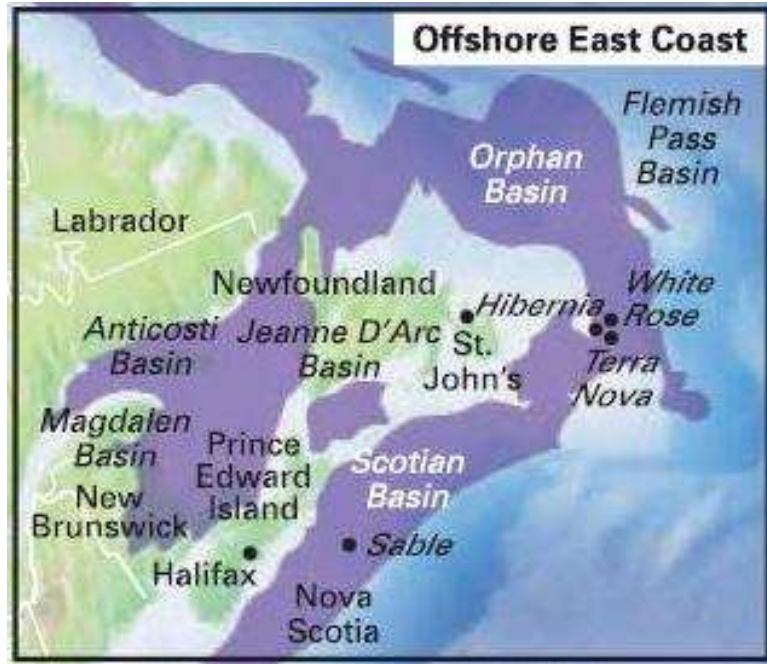 Offshore East Coast
Flemish
Pass
Basin
Orphan
Basin
Labrador
Newfoundland
Hibernia
White
Rose
Anticosti
Basin
Jeanne D'Arc
Basin
St.
John's
Terra
Nova
Magdalen
Basin
Prince
Edward
Island
Scotian
Basin
New
Brunswick
Halifax
Sable
Nova
Scotia